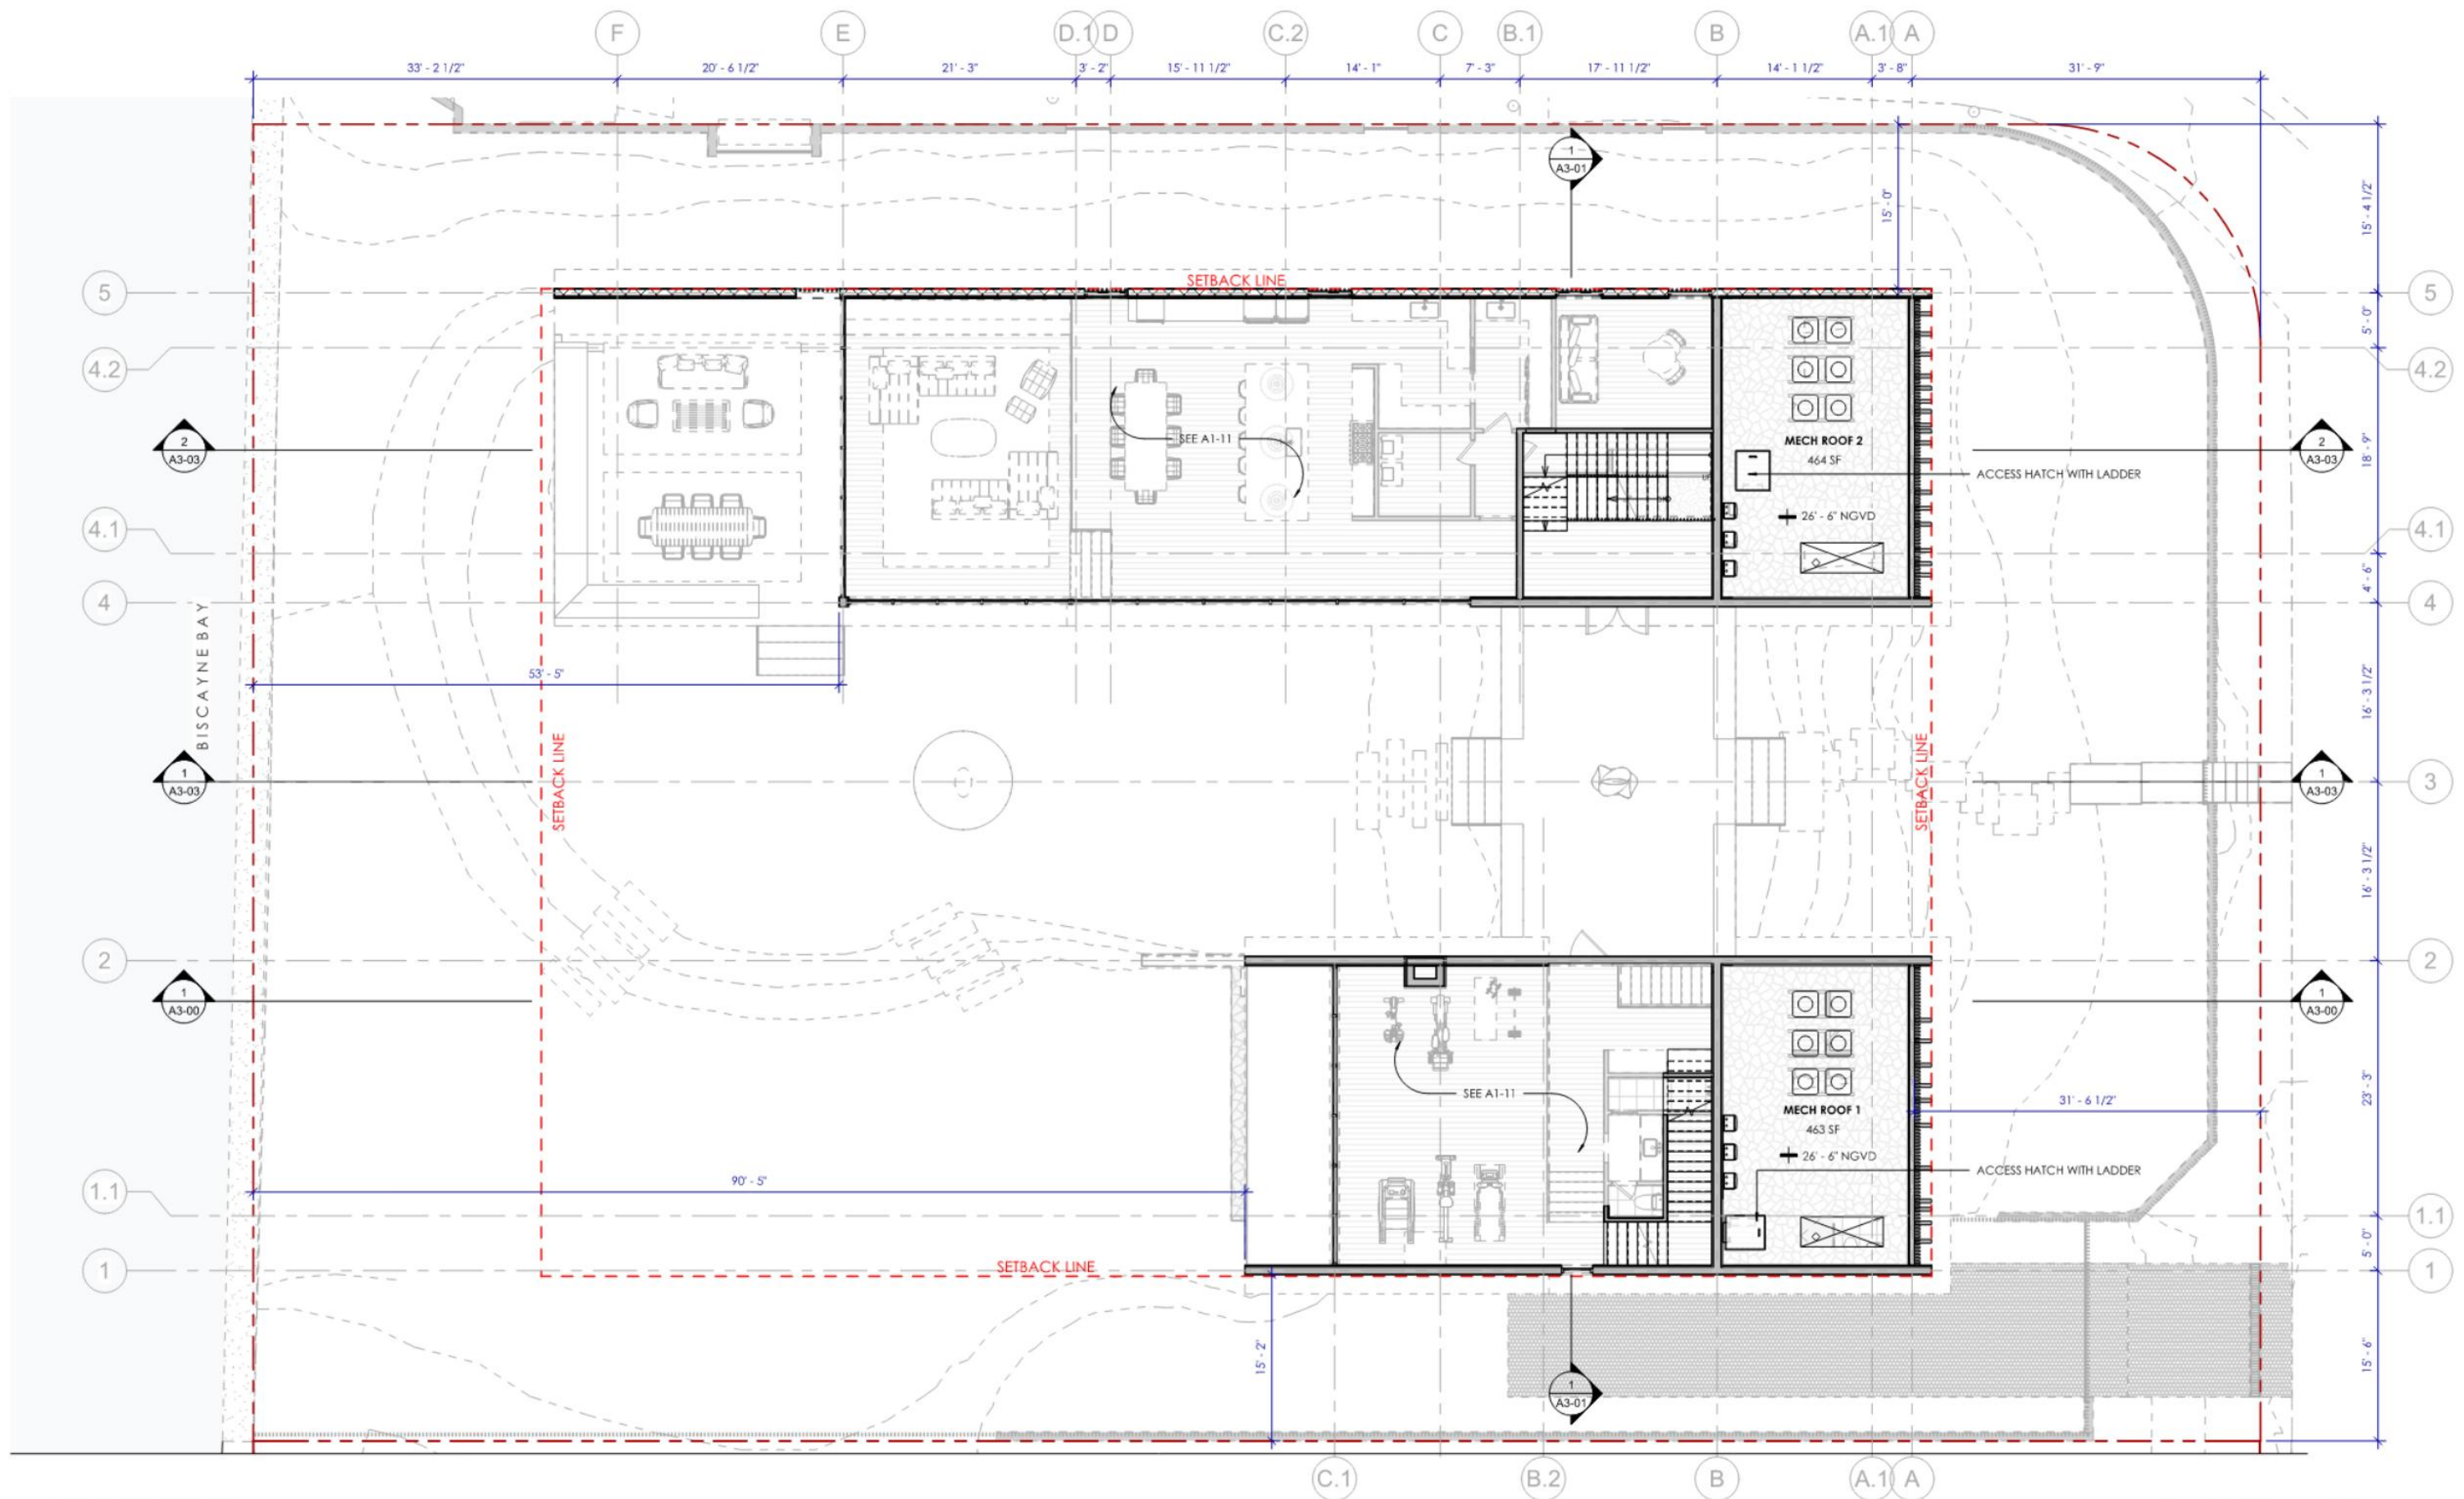 F
E
D.1
D
C.2
C
B.1
B
A.1
A
33' - 2 1/2"
20' - 6 1/2"
21' - 3"
3' - 2"
15' - 11 1/2"
14' - 1"
7' - 3"
17' - 11 1/2"
14' - 1 1/2"
3' - 8"
31' - 9"
1
A3-01
15' - 0"
15' - 4 1/2"
SETBACK LINE
5
5
5' - 0"
4.2
4.2
2
A3-03
SEE A1-11
MECH ROOF 2
464 SF
2
A3-03
18' - 9"
ACCESS HATCH WITH LADDER
UP
26' - 6" NGVD
4.1
4.1
4' - 6"
4
4
BISCAYNE BAY
53' - 5"
16' - 3 1/2"
SETBACK LINE
SETBACK LINE
1
A3-03
1
A3-03
3
16' - 3 1/2"
2
2
1
A3-00
1
A3-00
SEE A1-11
MECH ROOF 1
463 SF
31' - 6 1/2"
23' - 3"
26' - 6" NGVD
ACCESS HATCH WITH LADDER
90' - 5"
1.1
1.1
5' - 0"
SETBACK LINE
1
1
15' - 2"
15' - 6"
1
A3-01
C.1
B.2
B
A.1
A